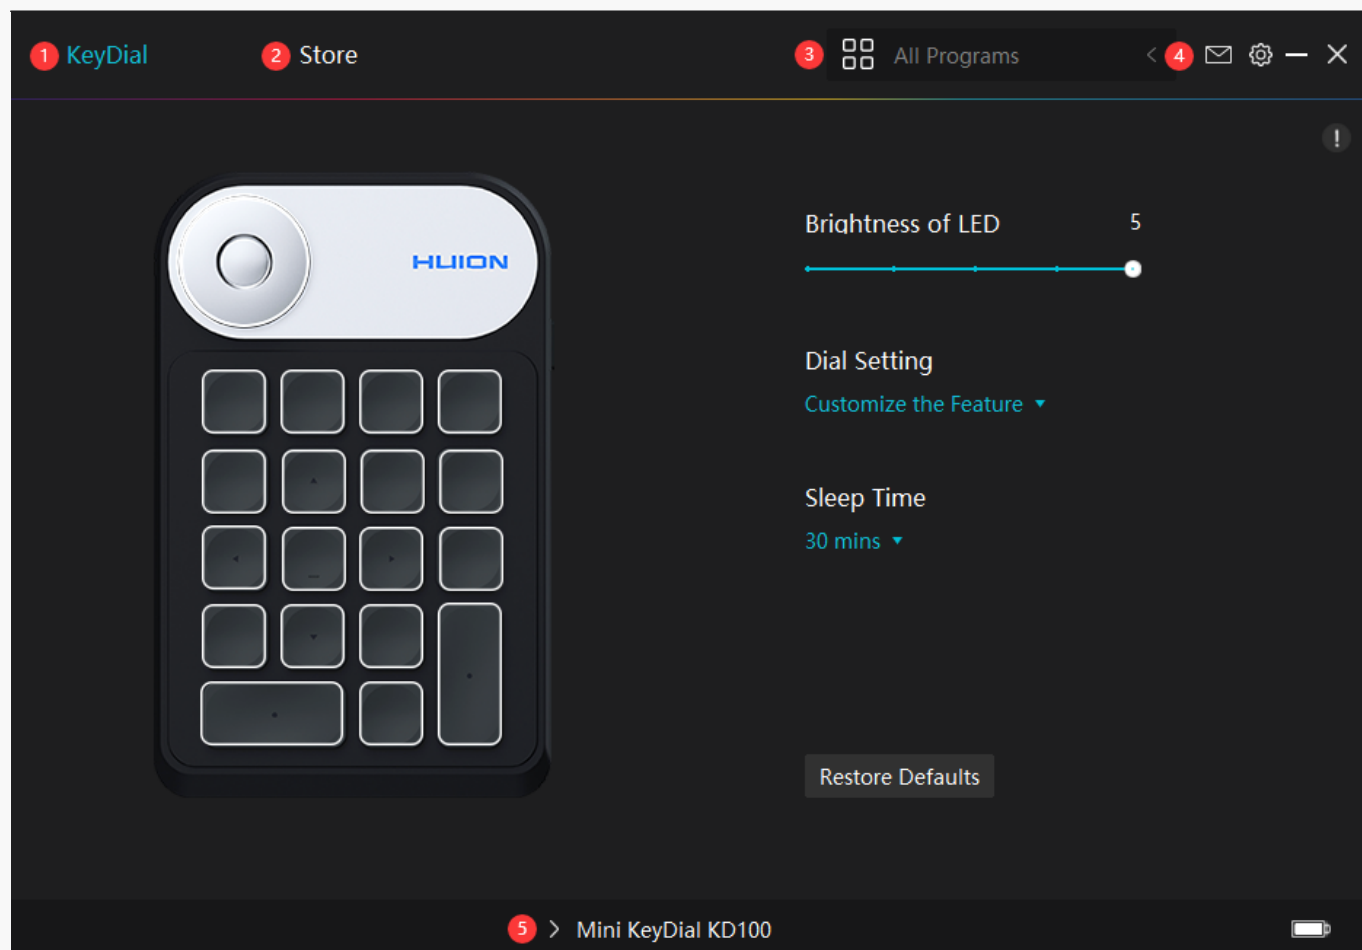 1 KeyDial
2 Store
3 All Programs
4
HUION
Brightness of LED 5
Dial Setting
Customize the Feature
Sleep Time
30 mins
Restore Defaults
5 > Mini KeyDial KD100